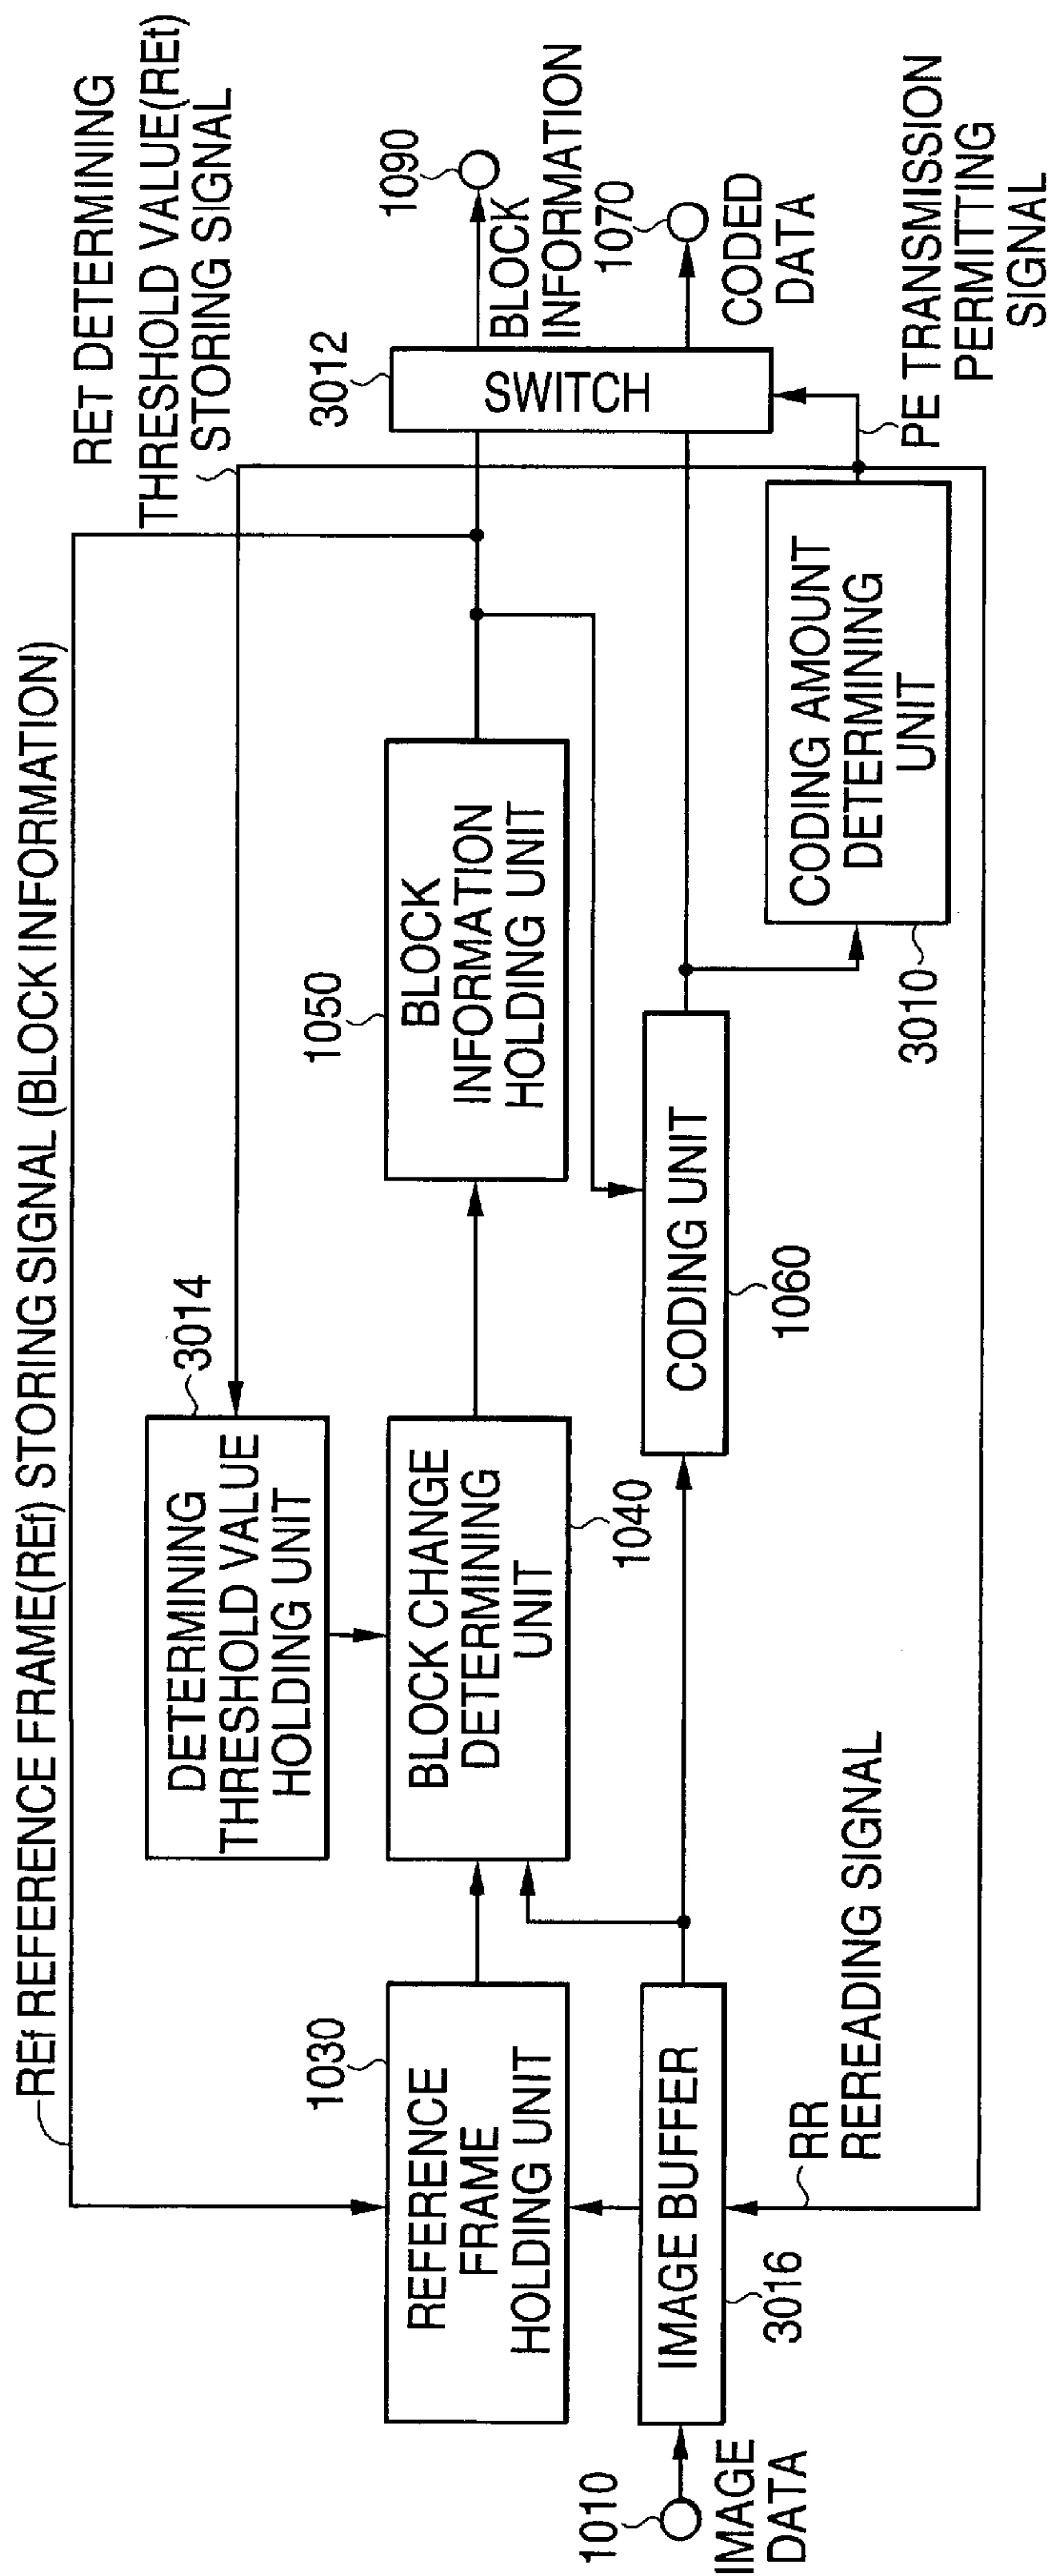 REf REFERENCE FRAME(REf) STORING SIGNAL (BLOCK INFORMATION)
RET DETERMINING
THRESHOLD VALUE(REt)
STORING SIGNAL
3014
DETERMINING
THRESHOLD VALUE
HOLDING UNIT
1030
REFERENCE
FRAME
HOLDING UNIT
BLOCK CHANGE
DETERMINING
UNIT
1040
1050
BLOCK
INFORMATION
HOLDING UNIT
3012
SWITCH
1090
BLOCK
INFORMATION
1070
CODED
DATA
1010
IMAGE
DATA
IMAGE BUFFER
3016
CODING UNIT
1060
RR
REREADING SIGNAL
CODING AMOUNT
DETERMINING
UNIT
3010
PE TRANSMISSION
PERMITTING
SIGNAL